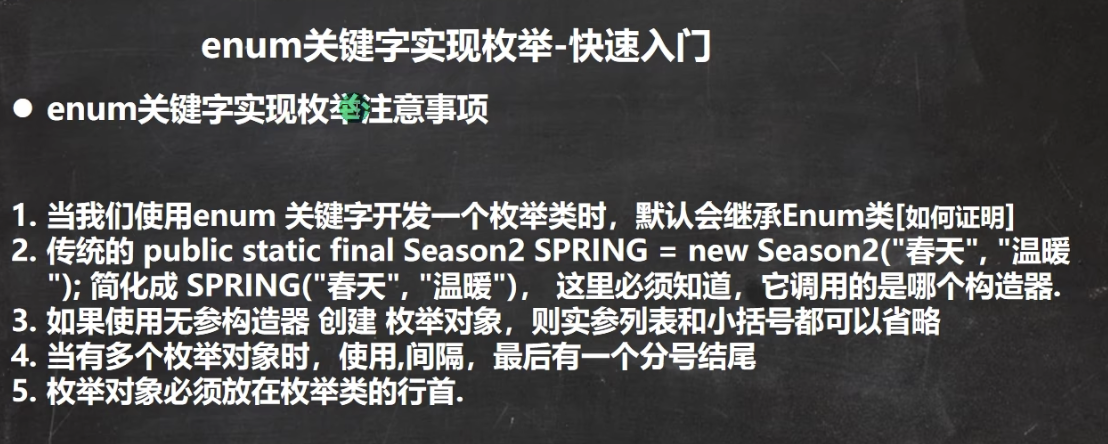 enum关键字实现枚举-快速入门
● enum关键字实现枚举注意事项
1. 当我们使用enum 关键字开发一个枚举类时，默认会继承Enum类[如何证明]
2. 传统的 public static final Season2 SPRING = new Season2("春天", "温暖
"); 简化成 SPRING("春天", "温暖")， 这里必须知道，它调用的是哪个构造器.
3. 如果使用无参构造器 创建 枚举对象，则实参列表和小括号都可以省略
4. 当有多个枚举对象时，使用,间隔，最后有一个分号结尾
5. 枚举对象必须放在枚举类的行首.